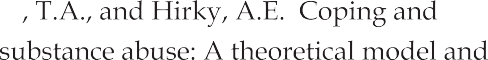 , T.A., and Hirky, A.E. Coping and
substance abuse: A theoretical model and